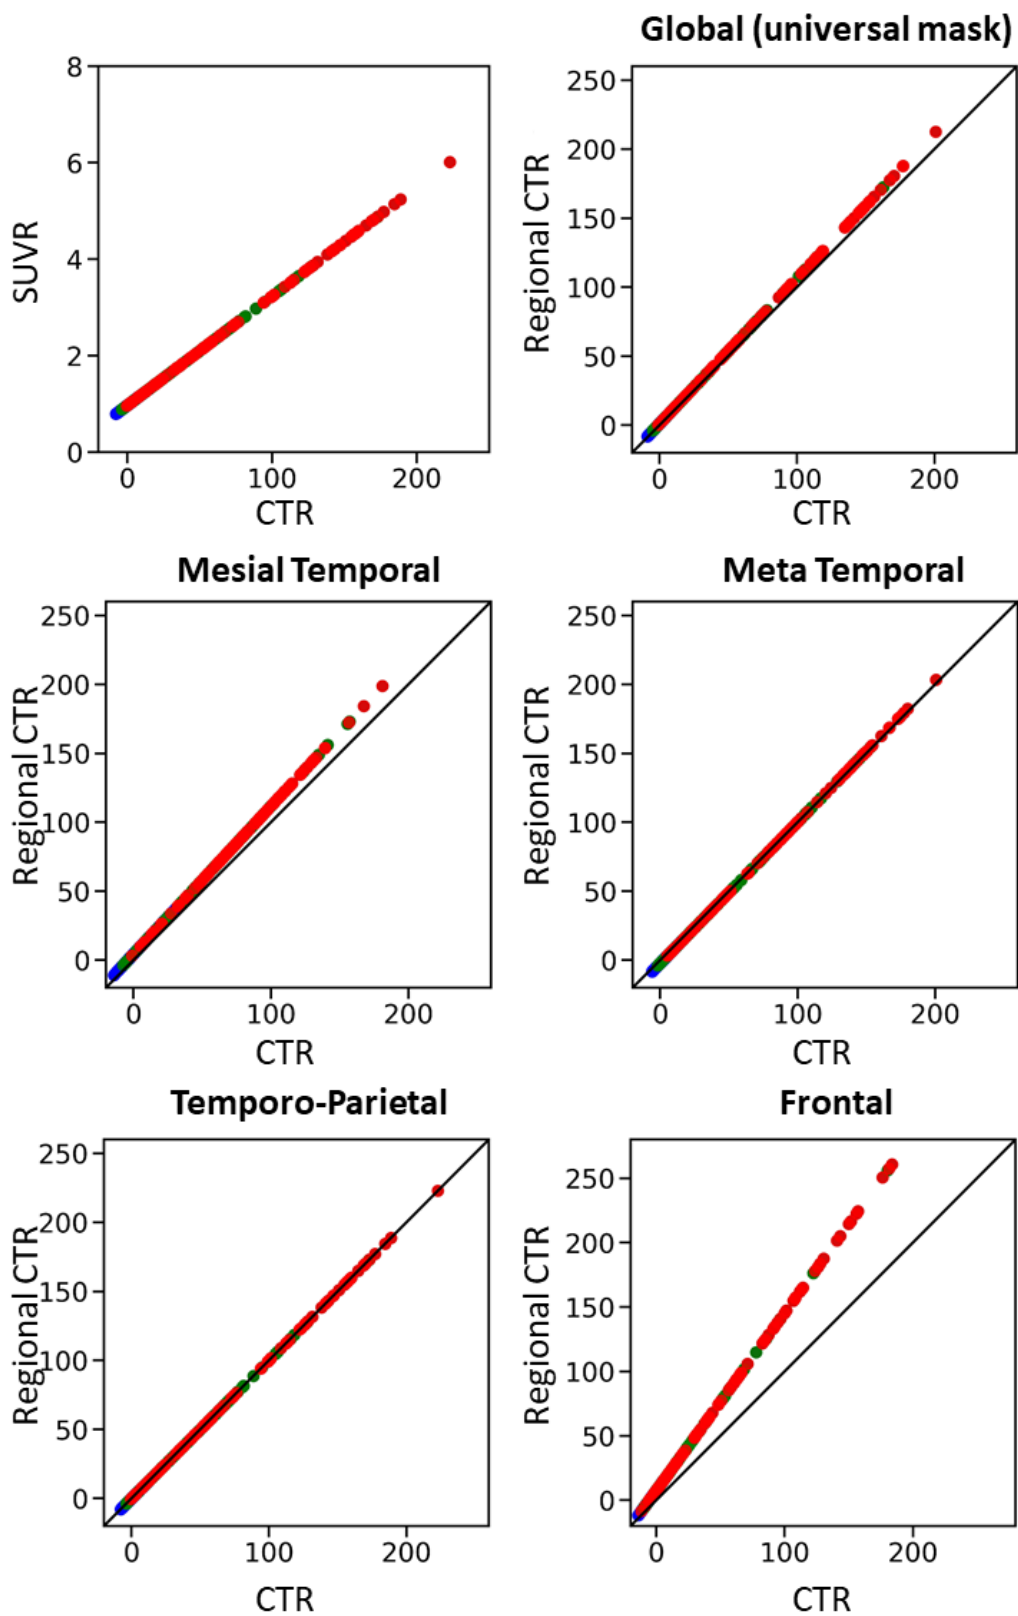 Global (universal mask)
8
6
4
2
0
SUVR
0 100 200
CTR
250
200
150
100
50
0
Regional CTR
0 100 200
CTR
Mesial Temporal
250
200
150
100
50
0
Regional CTR
0 100 200
CTR
Meta Temporal
250
200
150
100
50
0
Regional CTR
0 100 200
CTR
Temporo-Parietal
250
200
150
100
50
0
Regional CTR
0 100 200
CTR
Frontal
250
200
150
100
50
0
Regional CTR
0 100 200
CTR